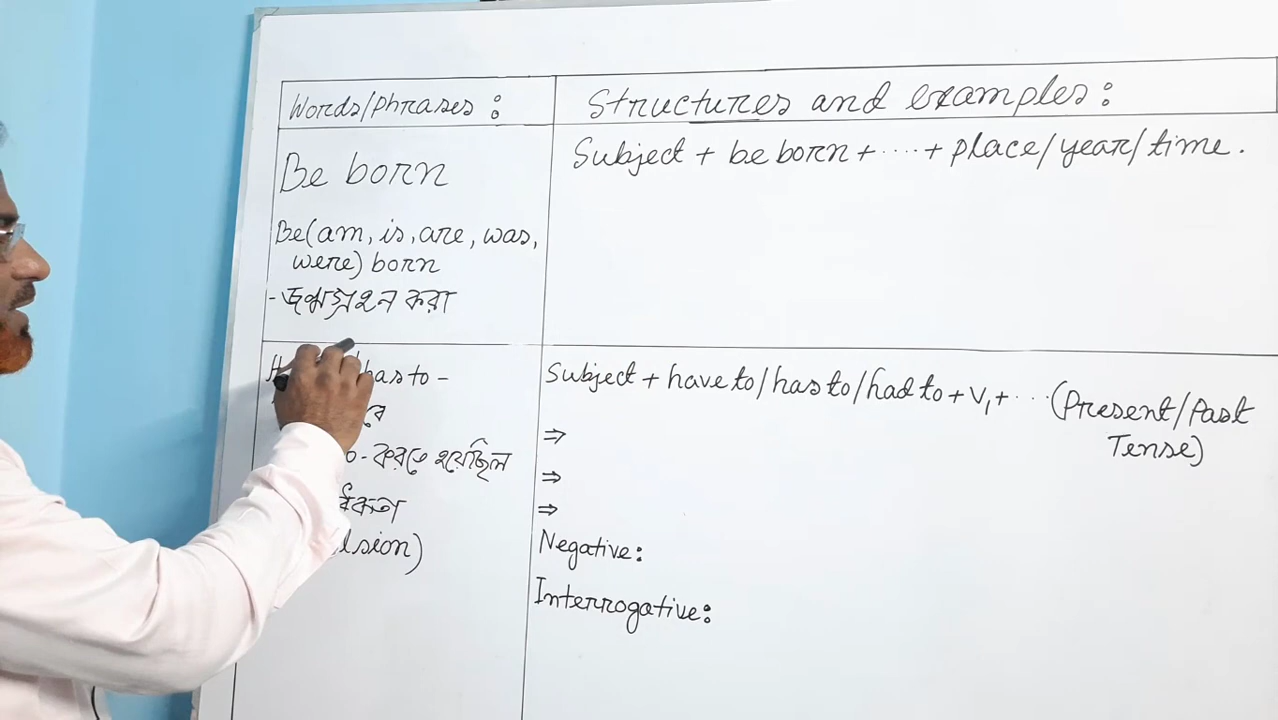 Words/phrases :
Structures and examples :
Be born
Subject + be born + ..... + place/year/time.
Be (am, is, are, was,
were) born
- জন্মগ্রহন করা
has to -
Subject + have to/has to/had to + V₁ + ... (Present/Past
Tense)
⇒
- করতে হয়েছিল
⇒
⇒
Negative :
Interrogative :